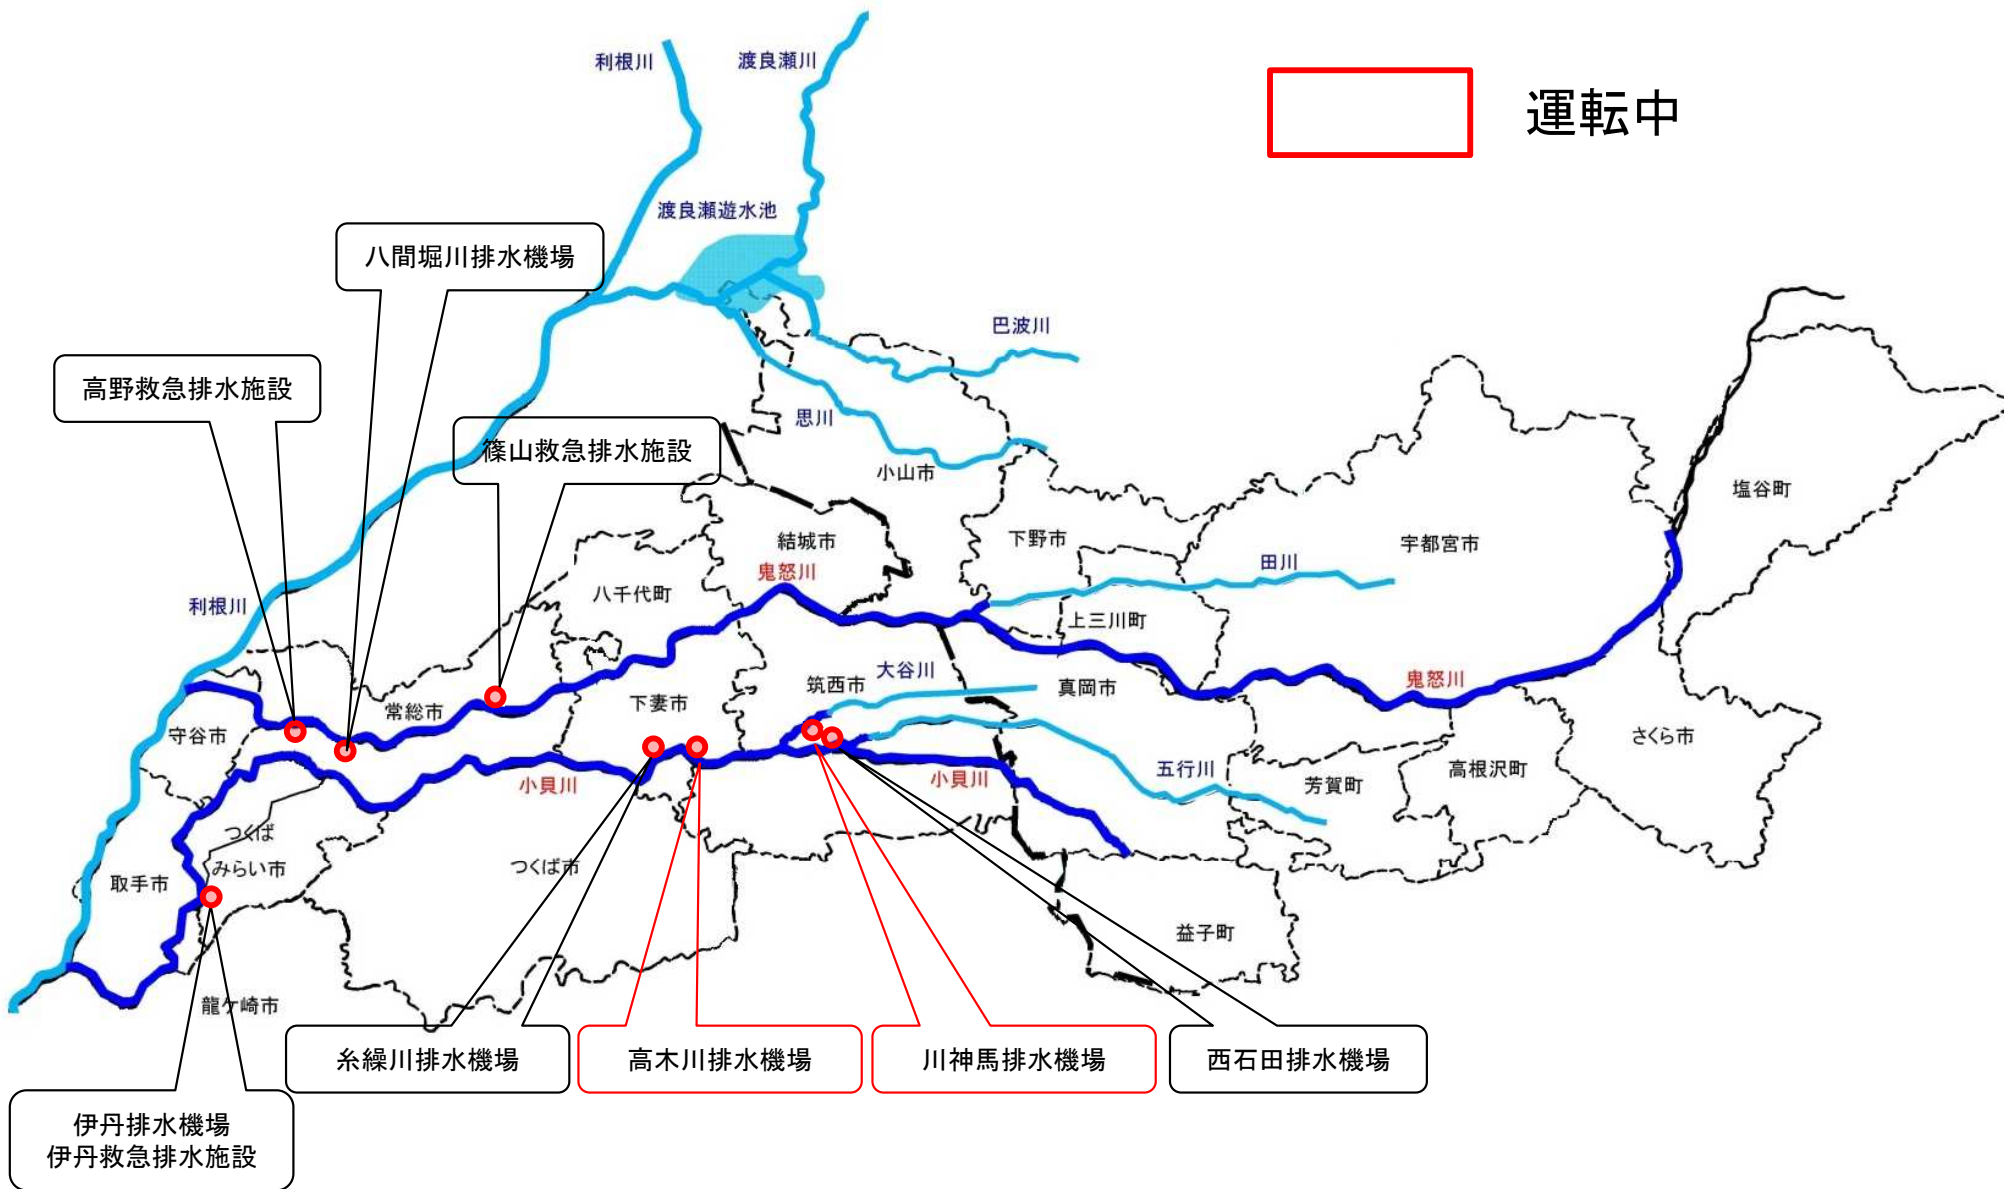 利根川
渡良瀬川
運転中
渡良瀬遊水池
八間堀川排水機場
巴波川
高野救急排水施設
思川
篠山救急排水施設
小山市
塩谷町
結城市
下野市
宇都宮市
鬼怒川
田川
八千代町
利根川
上三川町
大谷川
鬼怒川
筑西市
真岡市
下妻市
常総市
守谷市
さくら市
五行川
高根沢町
小貝川
小貝川
芳賀町
つくば
みらい市
つくば市
取手市
益子町
龍ケ崎市
糸繰川排水機場
高木川排水機場
川神馬排水機場
西石田排水機場
伊丹排水機場
伊丹救急排水施設